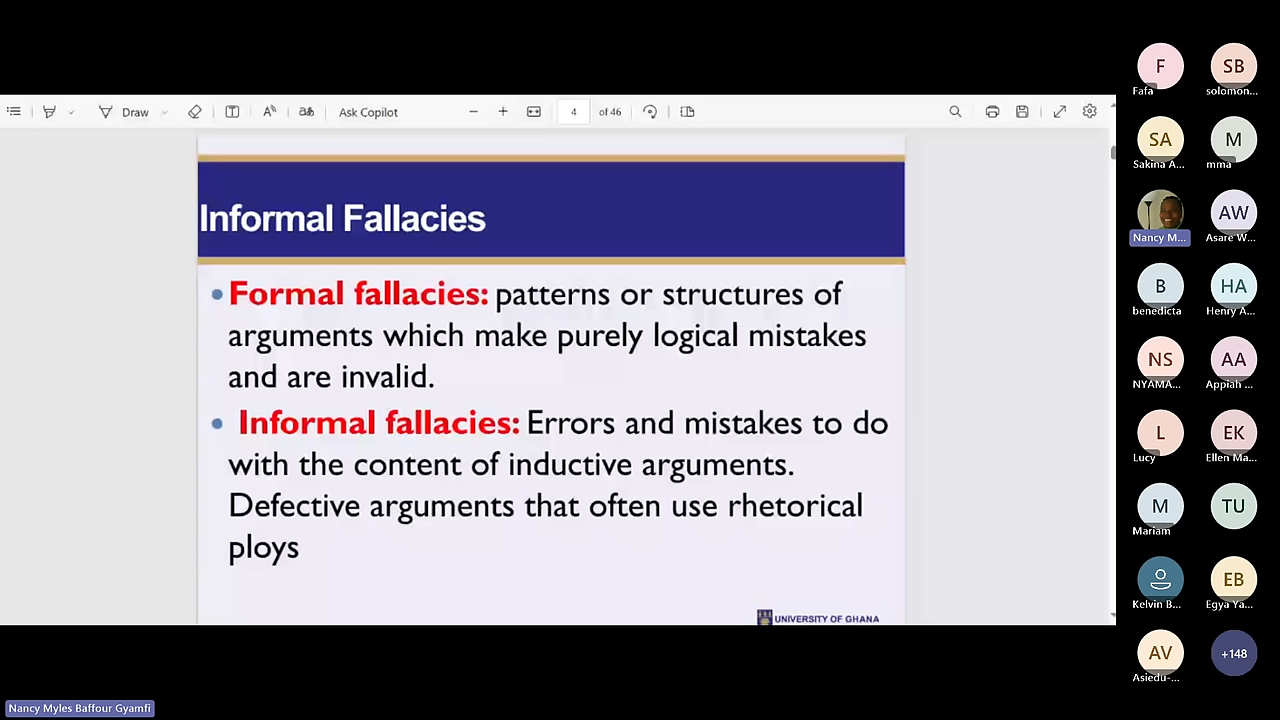 Draw
Ask Copilot
4 of 46
Informal Fallacies
Formal fallacies: patterns or structures of
arguments which make purely logical mistakes
and are invalid.
Informal fallacies: Errors and mistakes to do
with the content of inductive arguments.
Defective arguments that often use rhetorical
ploys
UNIVERSITY OF GHANA
F
Fafa
SB
solomon...
SA
Sakina A...
M
mma
Nancy M...
AW
Asare W...
B
benedicta
HA
Henry A...
NS
NYAMA...
AA
Appiah ...
L
Lucy
EK
Ellen Ma...
M
Mariam
TU
Kelvin B...
EB
Egya Ya...
AV
Asiedu-...
+148
Nancy Myles Baffour Gyamfi